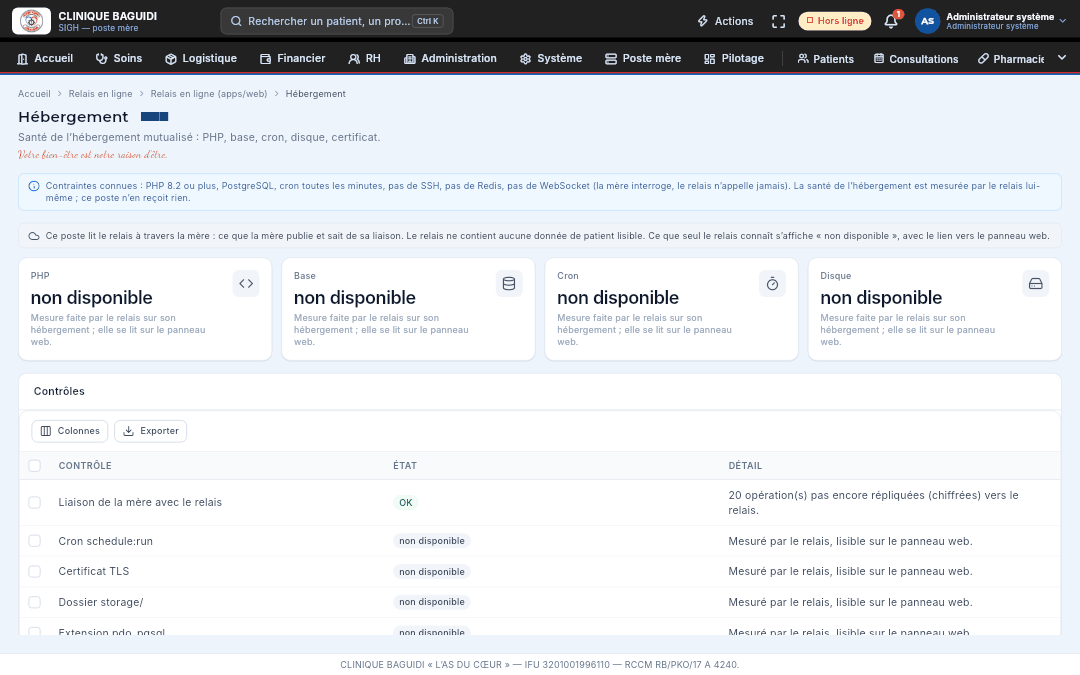 CLINIQUE BAGUIDI
SIGH — poste mère
Rechercher un patient, un pro... Ctrl K
Actions
Hors ligne
1
AS
Administrateur système
Administrateur système
Accueil Soins Logistique Financier RH Administration Système Poste mère Pilotage Patients Consultations Pharmacie
Accueil > Relais en ligne > Relais en ligne (apps/web) > Hébergement
Hébergement
Santé de l'hébergement mutualisé : PHP, base, cron, disque, certificat.
Votre bien-être est notre raison d'être.
Contraintes connues : PHP 8.2 ou plus, PostgreSQL, cron toutes les minutes, pas de SSH, pas de Redis, pas de WebSocket (la mère interroge, le relais n'appelle jamais). La santé de l'hébergement est mesurée par le relais lui-
même ; ce poste n'en reçoit rien.
Ce poste lit le relais à travers la mère : ce que la mère publie et sait de sa liaison. Le relais ne contient aucune donnée de patient lisible. Ce que seul le relais connaît s'affiche « non disponible », avec le lien vers le panneau web.
PHP
non disponible
Mesure faite par le relais sur son
hébergement ; elle se lit sur le panneau
web.
Base
non disponible
Mesure faite par le relais sur son
hébergement ; elle se lit sur le panneau
web.
Cron
non disponible
Mesure faite par le relais sur son
hébergement ; elle se lit sur le panneau
web.
Disque
non disponible
Mesure faite par le relais sur son
hébergement ; elle se lit sur le panneau
web.
Contrôles
Colonnes Exporter
CONTRÔLE ÉTAT DÉTAIL
Liaison de la mère avec le relais OK 20 opération(s) pas encore répliquées (chiffrées) vers le
relais.
Cron schedule:run non disponible Mesuré par le relais, lisible sur le panneau web.
Certificat TLS non disponible Mesuré par le relais, lisible sur le panneau web.
Dossier storage/ non disponible Mesuré par le relais, lisible sur le panneau web.
Extension pdo_pgsql non disponible Mesuré par le relais, lisible sur le panneau web.
CLINIQUE BAGUIDI « L'AS DU CŒUR » — IFU 3201001996110 — RCCM RB/PKO/17 A 4240.